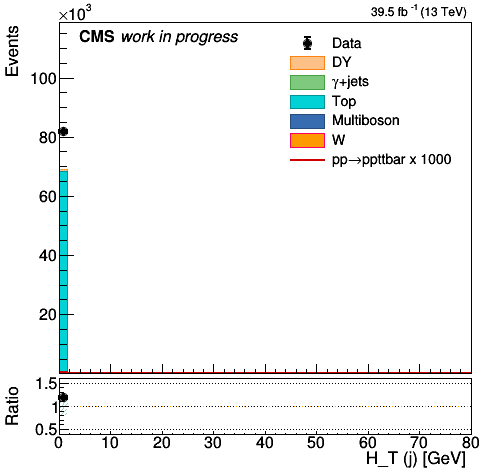 ×10³
39.5 fb⁻¹ (13 TeV)
Events
CMS work in progress
Data
DY
γ+jets
Top
Multiboson
W
pp→ppttbar x 1000
100
80
60
40
20
Ratio
1.5
1
0.5
0 10 20 30 40 50 60 70 80
H_T (j) [GeV]